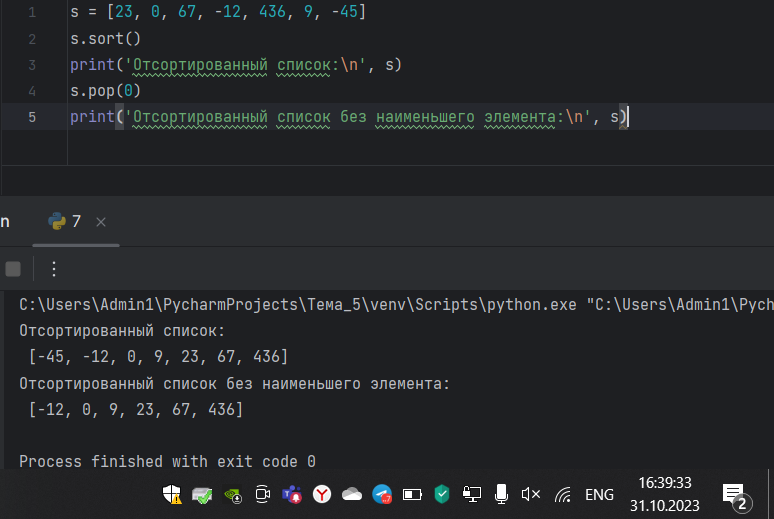 1 s = [23, 0, 67, -12, 436, 9, -45]
2 s.sort()
3 print('Отсортированный список:\n', s)
4 s.pop(0)
5 print('Отсортированный список без наименьшего элемента:\n', s)
n 7 ×
C:\Users\Admin1\PycharmProjects\Тема_5\venv\Scripts\python.exe "C:\Users\Admin1\Pych
Отсортированный список:
[-45, -12, 0, 9, 23, 67, 436]
Отсортированный список без наименьшего элемента:
[-12, 0, 9, 23, 67, 436]
Process finished with exit code 0
ENG
16:39:33
31.10.2023
2